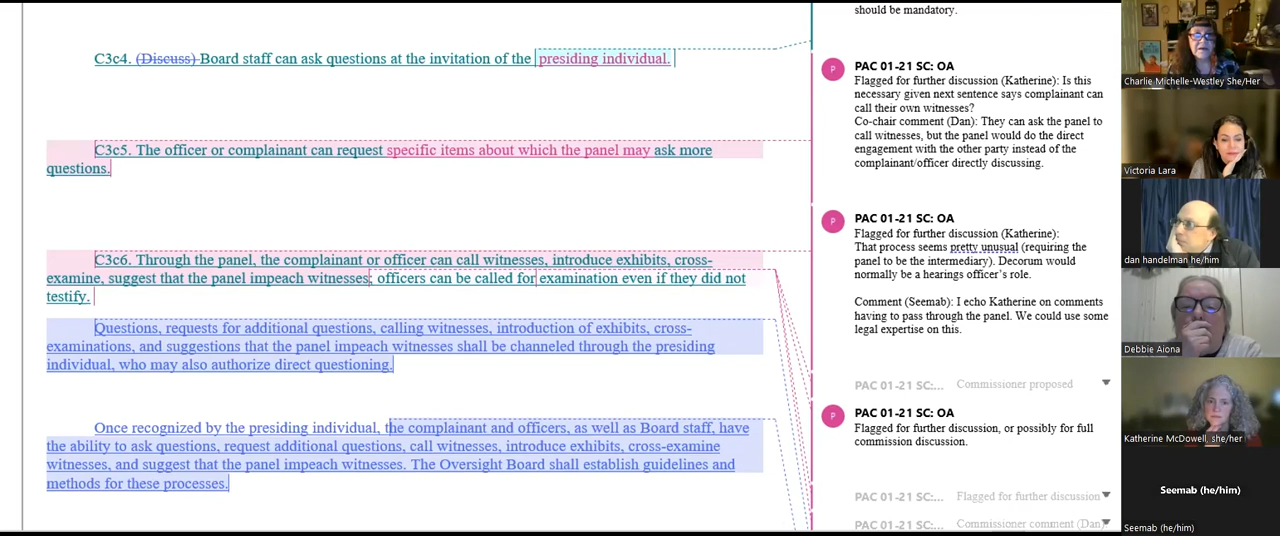 should be mandatory.
C3c4. (Discuss) Board staff can ask questions at the invitation of the presiding individual.
P
PAC 01-21 SC: OA
Flagged for further discussion (Katherine): Is this
necessary given next sentence says complainant can
call their own witnesses?
Co-chair comment (Dan): They can ask the panel to
call witnesses, but the panel would do the direct
engagement with the other party instead of the
complainant/officer directly discussing.
C3c5. The officer or complainant can request specific items about which the panel may ask more
questions.
P
PAC 01-21 SC: OA
Flagged for further discussion (Katherine):
That process seems pretty unusual (requiring the
panel to be the intermediary). Decorum would
normally be a hearings officer's role.
Comment (Seemab): I echo Katherine on comments
having to pass through the panel. We could use some
legal expertise on this.
C3c6. Through the panel, the complainant or officer can call witnesses, introduce exhibits, cross-
examine, suggest that the panel impeach witnesses; officers can be called for examination even if they did not
testify.
Questions, requests for additional questions, calling witnesses, introduction of exhibits, cross-
examinations, and suggestions that the panel impeach witnesses shall be channeled through the presiding
individual, who may also authorize direct questioning.
PAC 01-21 SC:... Commissioner proposed
P
PAC 01-21 SC: OA
Flagged for further discussion, or possibly for full
commission discussion.
Once recognized by the presiding individual, the complainant and officers, as well as Board staff, have
the ability to ask questions, request additional questions, call witnesses, introduce exhibits, cross-examine
witnesses, and suggest that the panel impeach witnesses. The Oversight Board shall establish guidelines and
methods for these processes.
PAC 01-21 SC:... Flagged for further discussion
PAC 01-21 SC:... Commissioner comment (Dan)
Charlie Michelle-Westley She/Her
Victoria Lara
dan handelman he/him
Debbie Aiona
Katherine McDowell, she/her
Seemab (he/him)
Seemab (he/him)